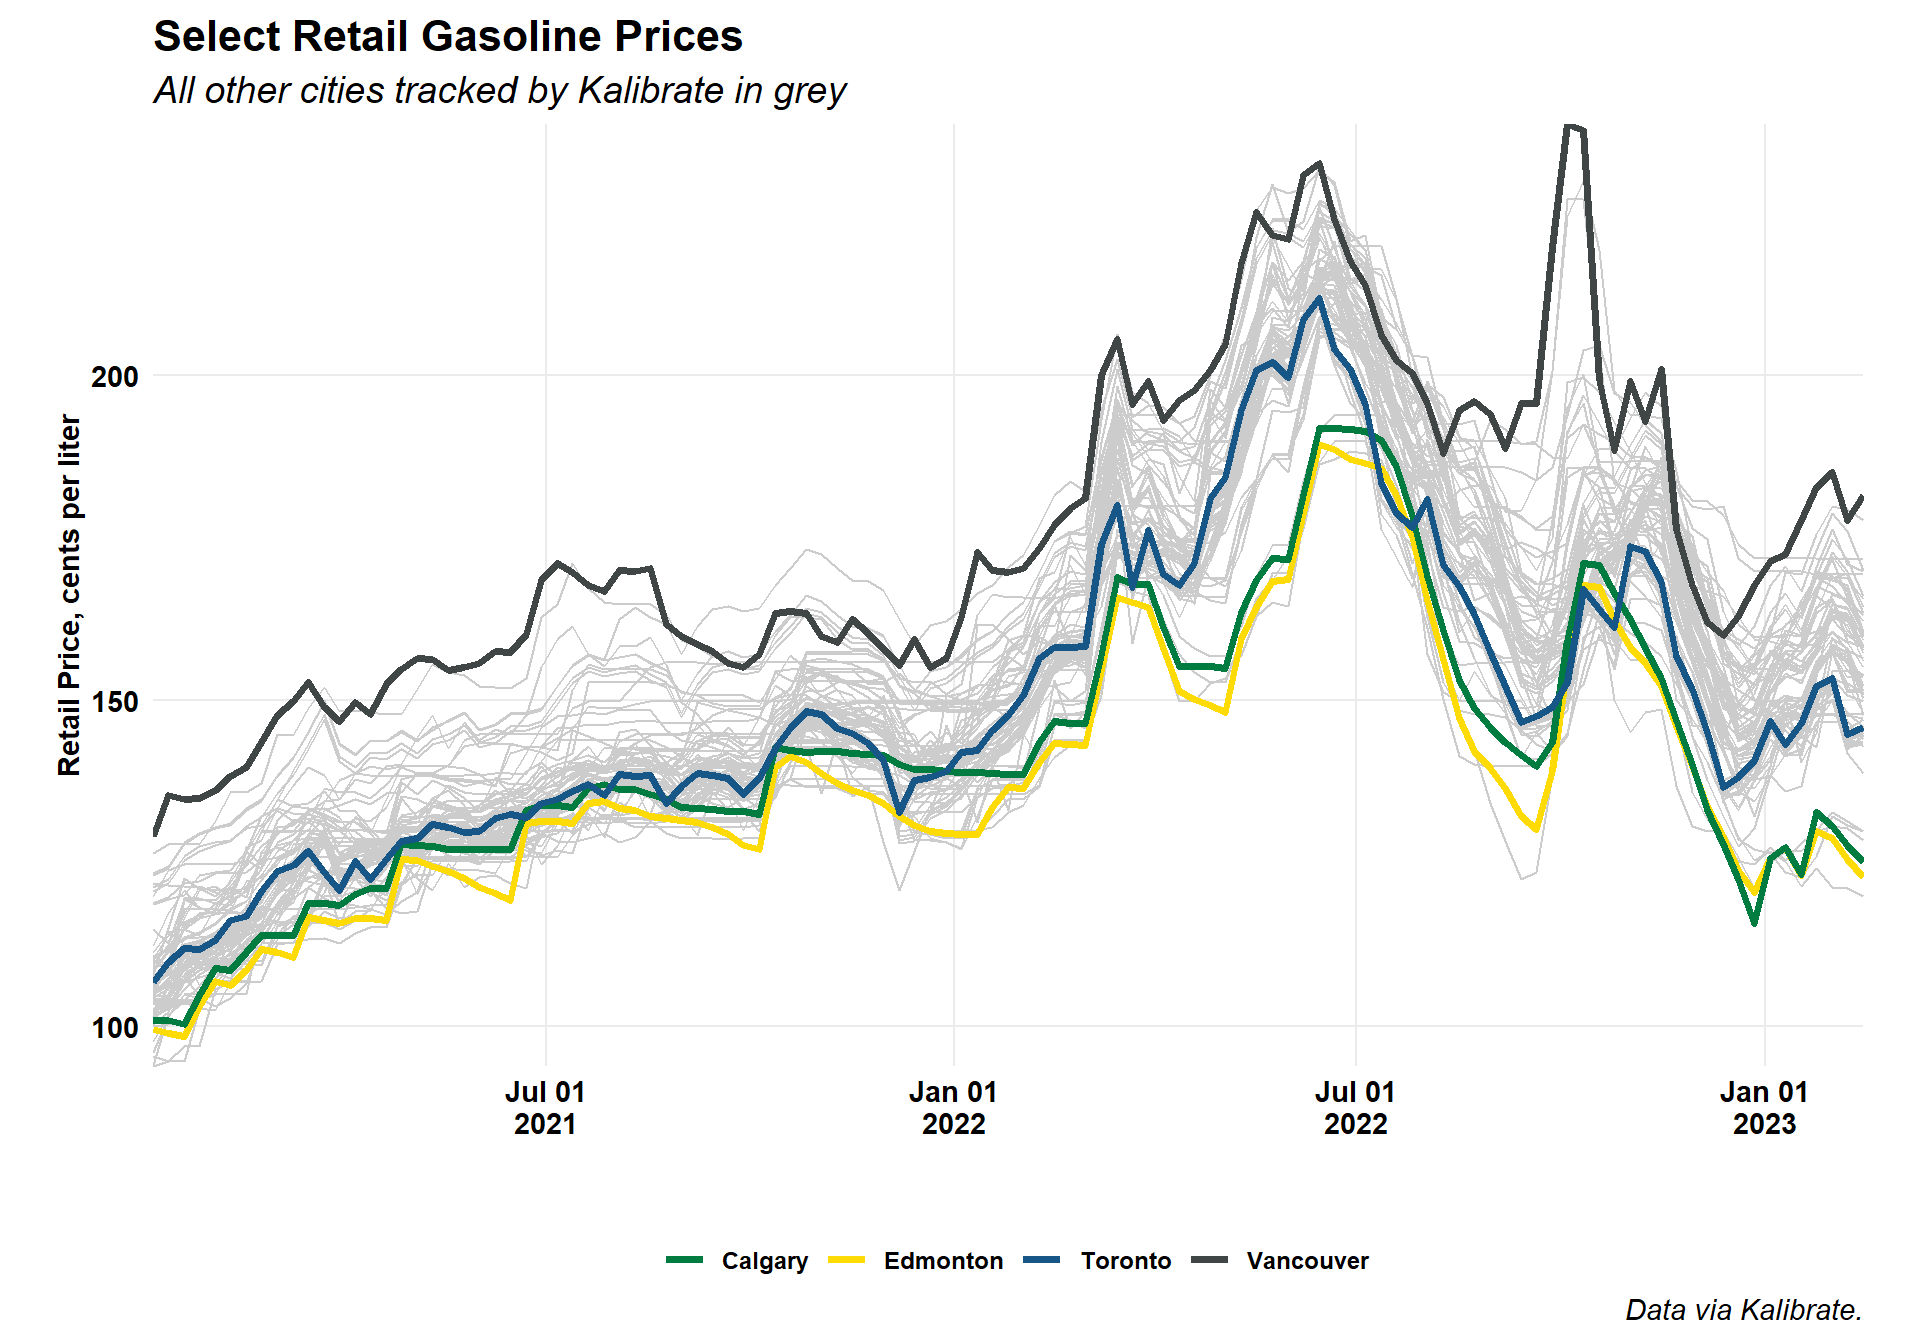 Select Retail Gasoline Prices
All other cities tracked by Kalibrate in grey
Retail Price, cents per liter
200
150
100
Jul 01
2021
Jan 01
2022
Jul 01
2022
Jan 01
2023
Calgary Edmonton Toronto Vancouver
Data via Kalibrate.